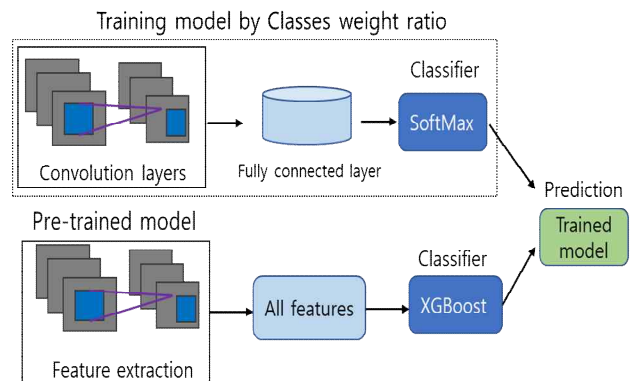 Training model by Classes weight ratio
Classifier
SoftMax
Convolution layers
Fully connected layer
Prediction
Trained
model
Pre-trained model
Classifier
All features
XGBoost
Feature extraction